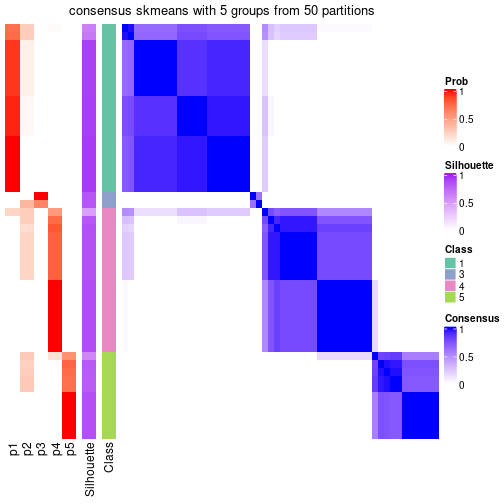 consensus skmeans with 5 groups from 50 partitions
Prob
1
0.5
0
Silhouette
1
0.5
0
Class
1
3
4
5
Consensus
1
0.5
0
p1
p2
p3
p4
p5
Silhouette
Class